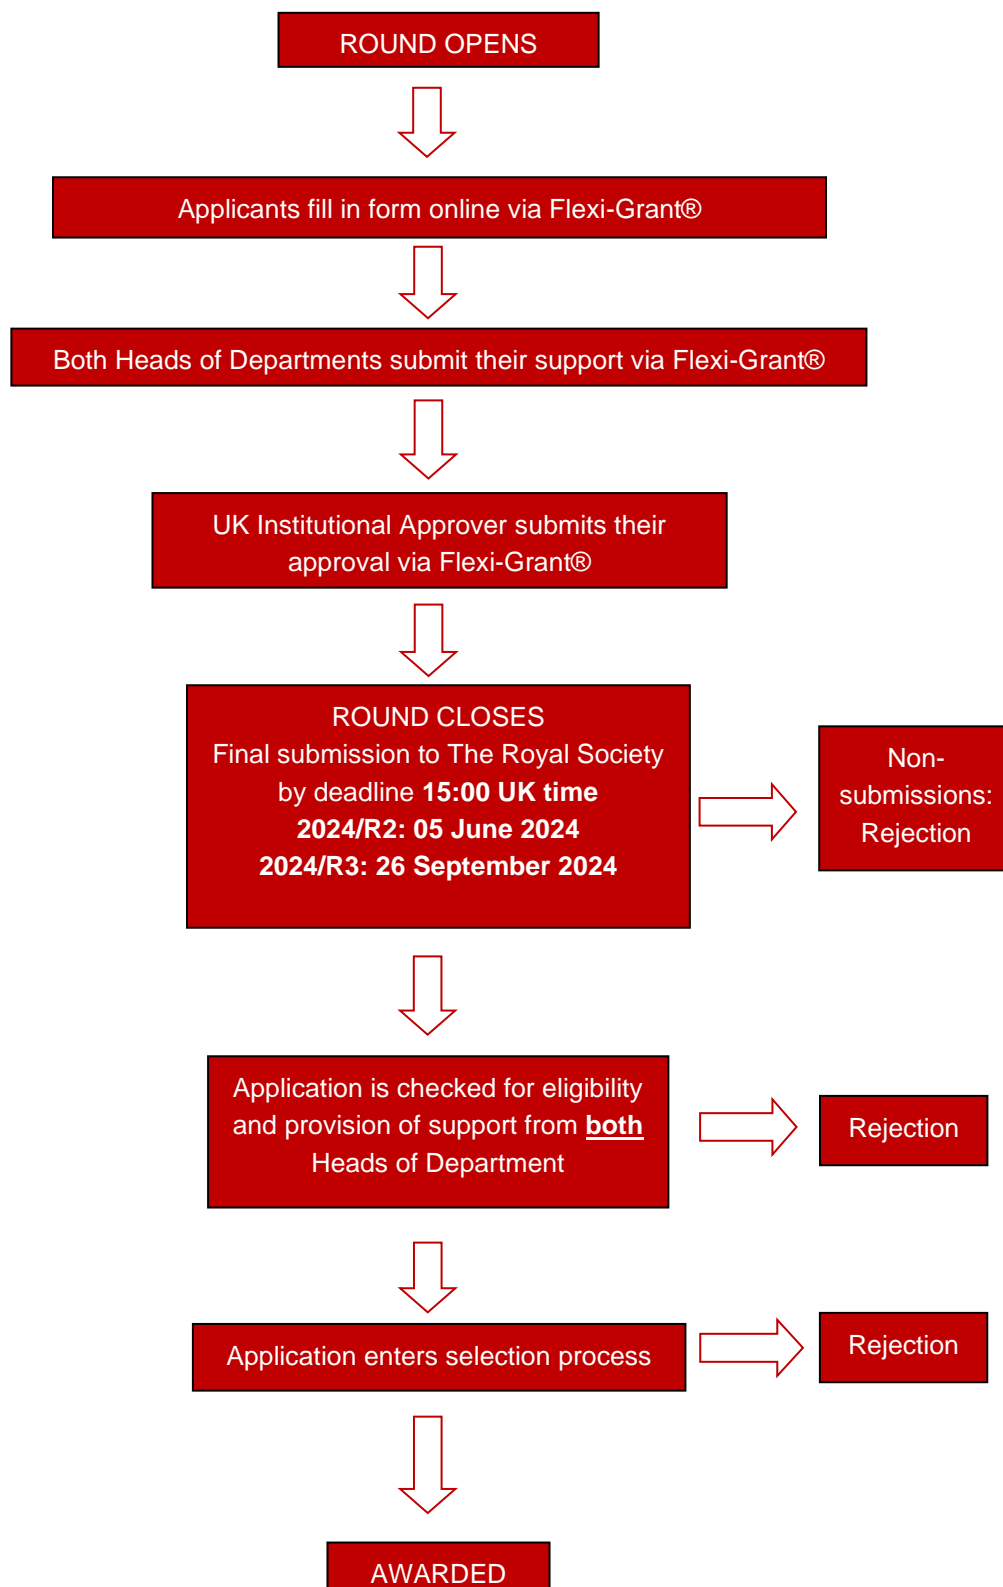 ROUND OPENS
Applicants fill in form online via Flexi-Grant®
Both Heads of Departments submit their support via Flexi-Grant®
UK Institutional Approver submits their
approval via Flexi-Grant®
ROUND CLOSES
Final submission to The Royal Society
by deadline 15:00 UK time
2024/R2: 05 June 2024
2024/R3: 26 September 2024
Non-
submissions:
Rejection
Application is checked for eligibility
and provision of support from both
Heads of Department
Rejection
Application enters selection process
Rejection
AWARDED